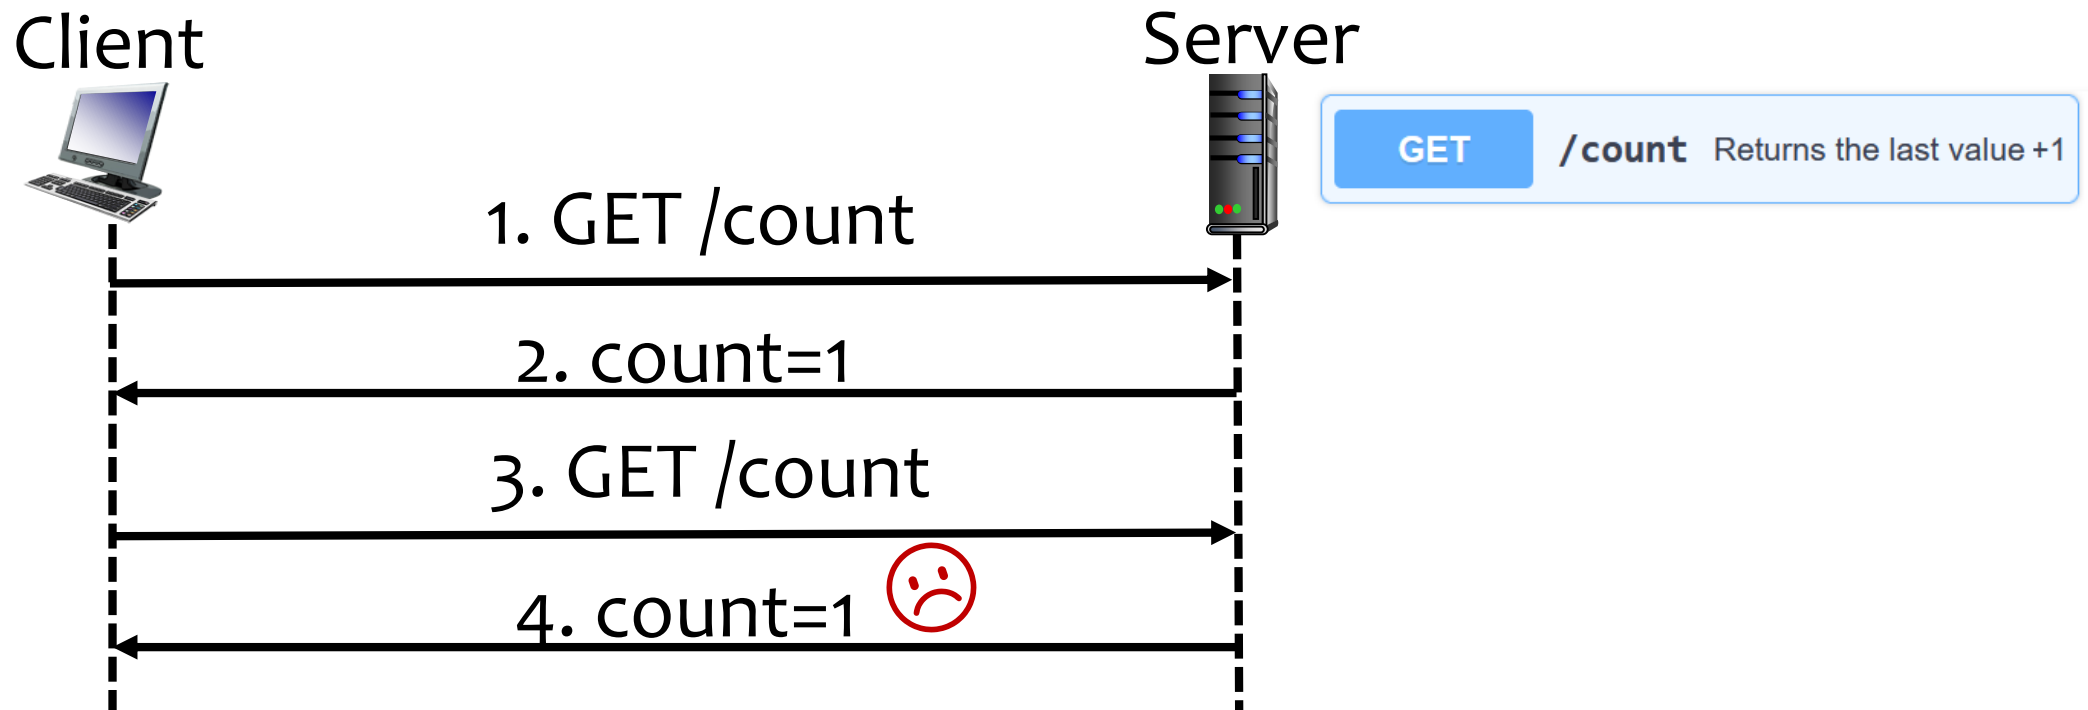 Client
Server
GET /count Returns the last value +1
1. GET /count
2. count=1
3. GET /count
4. count=1